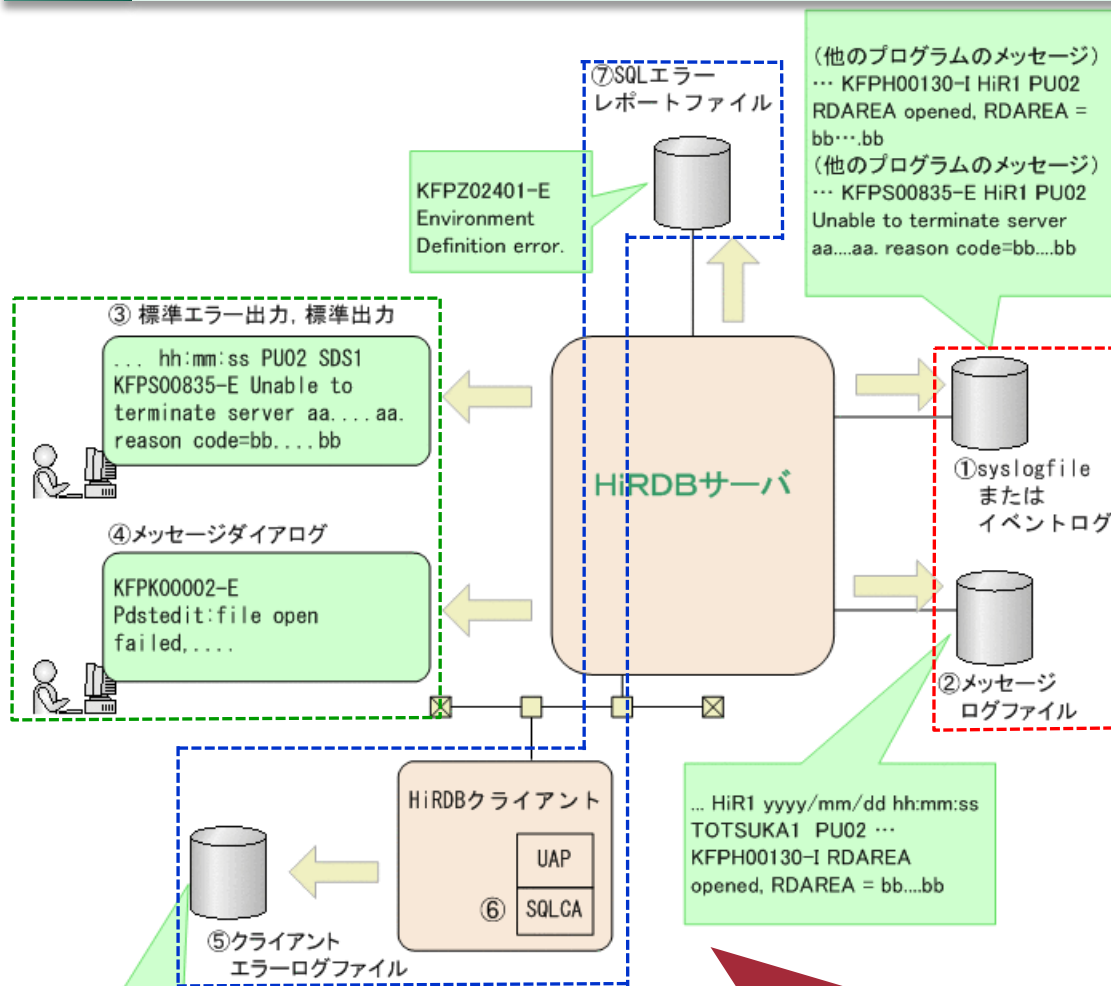 (他のプログラムのメッセージ)
… KFPH00130-I HiR1 PU02
RDAREA opened, RDAREA =
bb….bb
(他のプログラムのメッセージ)
… KFPS00835-E HiR1 PU02
Unable to terminate server
aa....aa. reason code=bb....bb
⑦SQLエラー
レポートファイル
KFPZ02401-E
Environment
Definition error.
③ 標準エラー出力, 標準出力
... hh:mm:ss PU02 SDS1
KFPS00835-E Unable to
terminate server aa....aa.
reason code=bb....bb
HiRDBサーバ
①syslogfile
または
イベントログ
④メッセージダイアログ
KFPK00002-E
Pdstedit:file open
failed,....
②メッセージ
ログファイル
HiRDBクライアント
UAP
⑥ SQLCA
⑤クライアント
エラーログファイル
... HiR1 yyyy/mm/dd hh:mm:ss
TOTSUKA1 PU02 …
KFPH00130-I RDAREA
opened, RDAREA = bb....bb